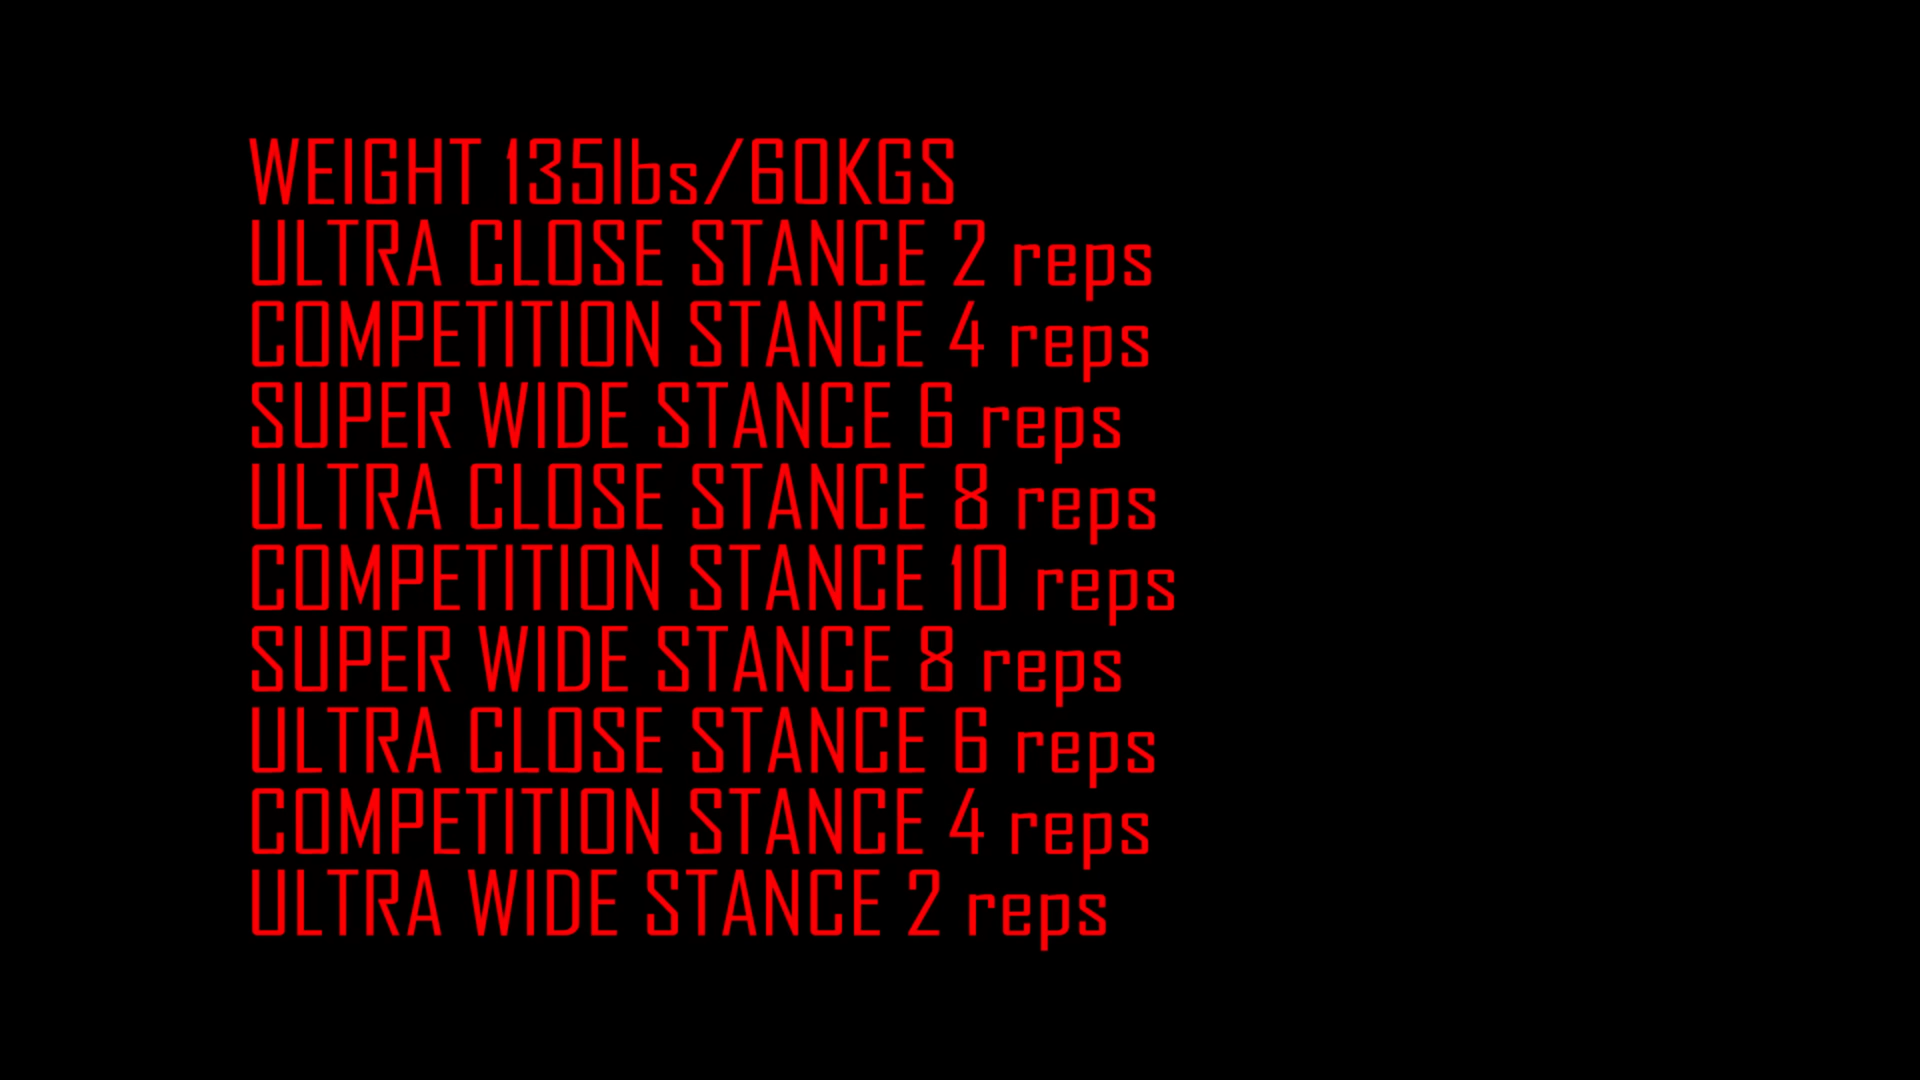 WEIGHT 135lbs/60KGS
ULTRA CLOSE STANCE 2 reps
COMPETITION STANCE 4 reps
SUPER WIDE STANCE 6 reps
ULTRA CLOSE STANCE 8 reps
COMPETITION STANCE 10 reps
SUPER WIDE STANCE 8 reps
ULTRA CLOSE STANCE 6 reps
COMPETITION STANCE 4 reps
ULTRA WIDE STANCE 2 reps